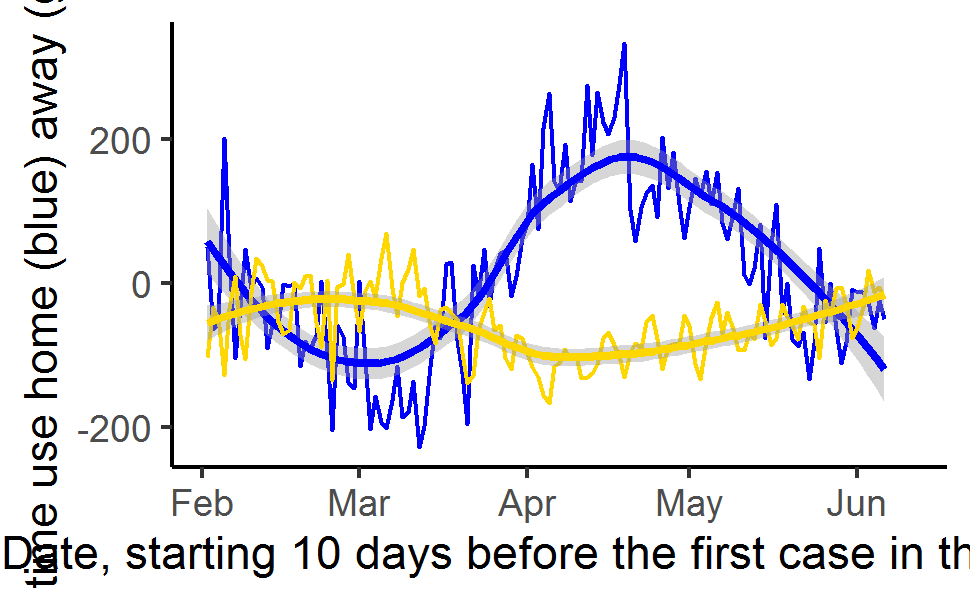 time use home (blue) away (
200
0
-200
Feb Mar Apr May Jun
Date, starting 10 days before the first case in th